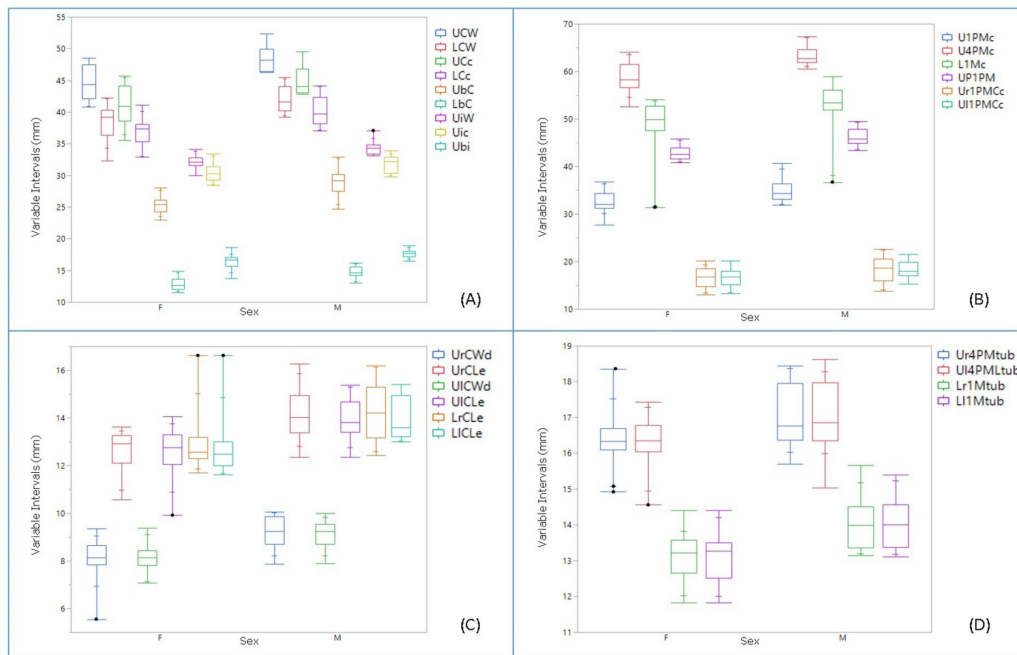 55
50
45
40
35
30
25
20
15
10
Variable Intervals (mm)
F
Sex
M
UCW
LCW
UCc
LCc
UbC
LbC
UiW
Uic
Ubi
(A)
70
60
50
40
30
20
10
Variable Intervals (mm)
F
Sex
M
U1PMc
U4PMc
L1Mc
UP1PM
Ur1PMCc
Ul1PMCc
(B)
16
14
12
10
8
6
Variable Intervals (mm)
F
Sex
M
UrCWd
UrCLe
UlCWd
UlCLe
LrCLe
LlCLe
(C)
19
18
17
16
15
14
13
12
11
Variable Intervals (mm)
F
Sex
M
Ur4PMtub
Ul4PMLtub
Lr1Mtub
Ll1Mtub
(D)